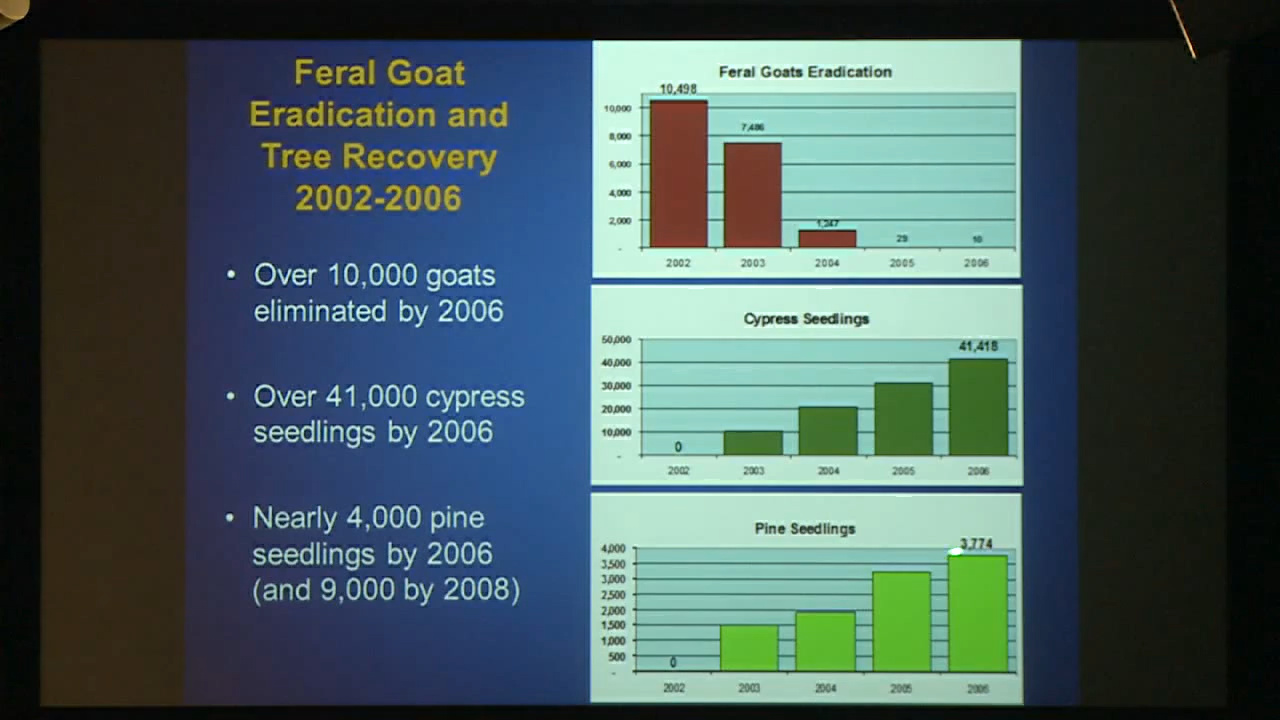 Feral Goat
Eradication and
Tree Recovery
2002-2006
• Over 10,000 goats
eliminated by 2006
• Over 41,000 cypress
seedlings by 2006
• Nearly 4,000 pine
seedlings by 2006
(and 9,000 by 2008)
Feral Goats Eradication
10,498
10,000
7,486
8,000
6,000
4,000
1,247
2,000
29
10
-
2002 2003 2004 2005 2006
Cypress Seedlings
50,000
41,418
40,000
30,000
20,000
10,000
0
-
2002 2003 2004 2005 2006
Pine Seedlings
3,774
4,000
3,500
3,000
2,500
2,000
1,500
1,000
500
0
-
2002 2003 2004 2005 2006